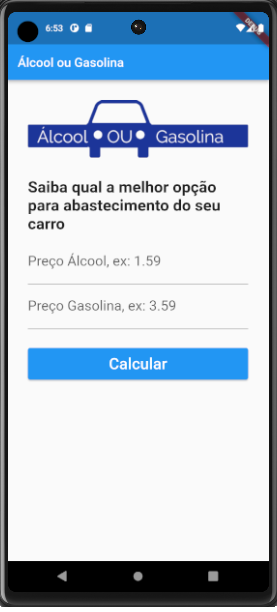 6:53
Álcool ou Gasolina
Álcool OU Gasolina
Saiba qual a melhor opção
para abastecimento do seu
carro
Preço Álcool, ex: 1.59
Preço Gasolina, ex: 3.59
Calcular